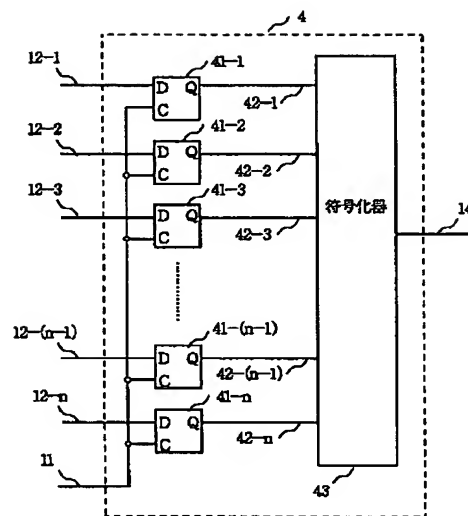 4
12-1
41-1
D Q
C
42-1
12-2
41-2
D Q
C
42-2
12-3
41-3
D Q
C
42-3
符号化器
14
12-(n-1)
41-(n-1)
D Q
C
42-(n-1)
12-n
41-n
D Q
C
42-n
11
43